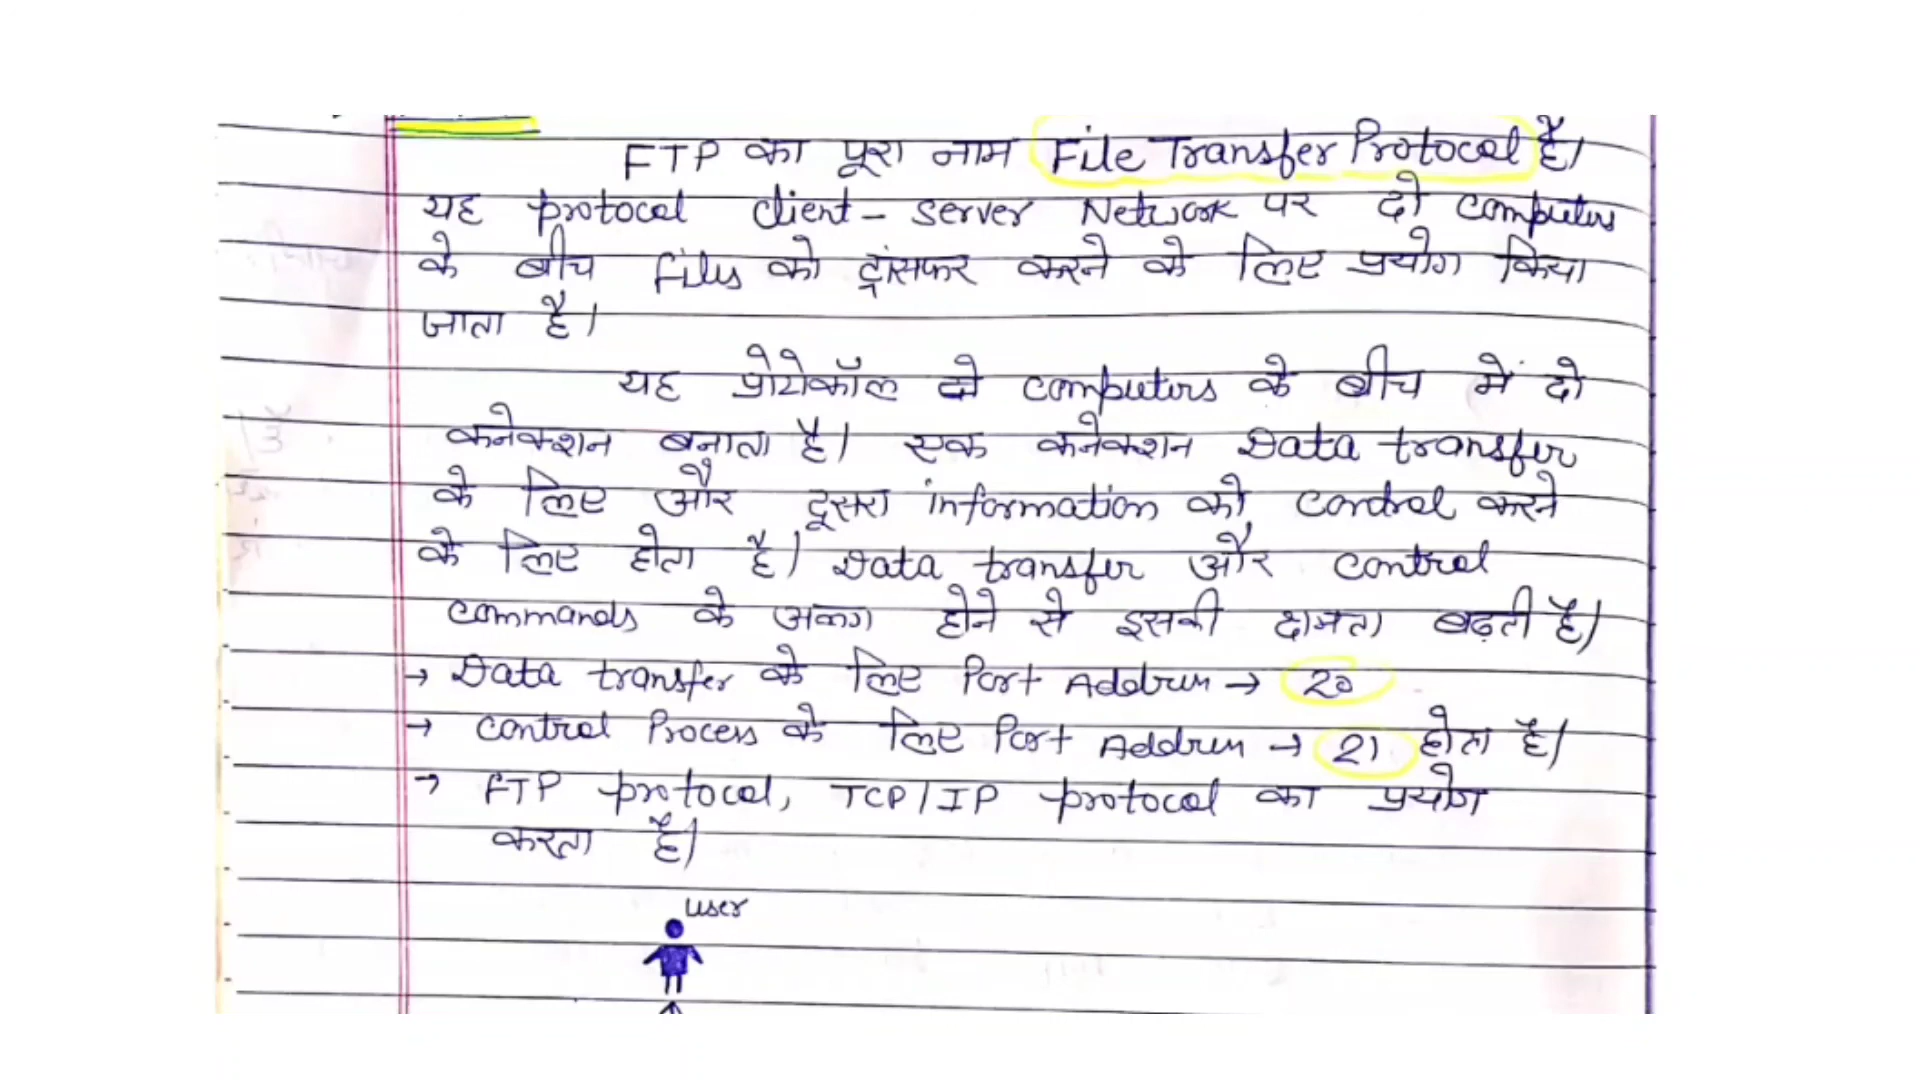 FTP का पूरा नाम File Transfer Protocol है।
यह protocol client - server Network पर दो computers
के बीच files को ट्रांसफर करने के लिए प्रयोग किया
जाता है।
यह प्रोटोकॉल दो computers के बीच में दो
कनेक्शन बनाता है। एक कनेक्शन Data transfer
के लिए और दूसरा information को control करने
के लिए होता है। Data transfer और control
commands के अलग होने से इसकी क्षमता बढ़ती है।
→ Data transfer के लिए Port Address → 20
→ control Process के लिए Port Address → 21 होता है।
→ FTP protocol, TCP/IP protocol का प्रयोग
करता है।
user